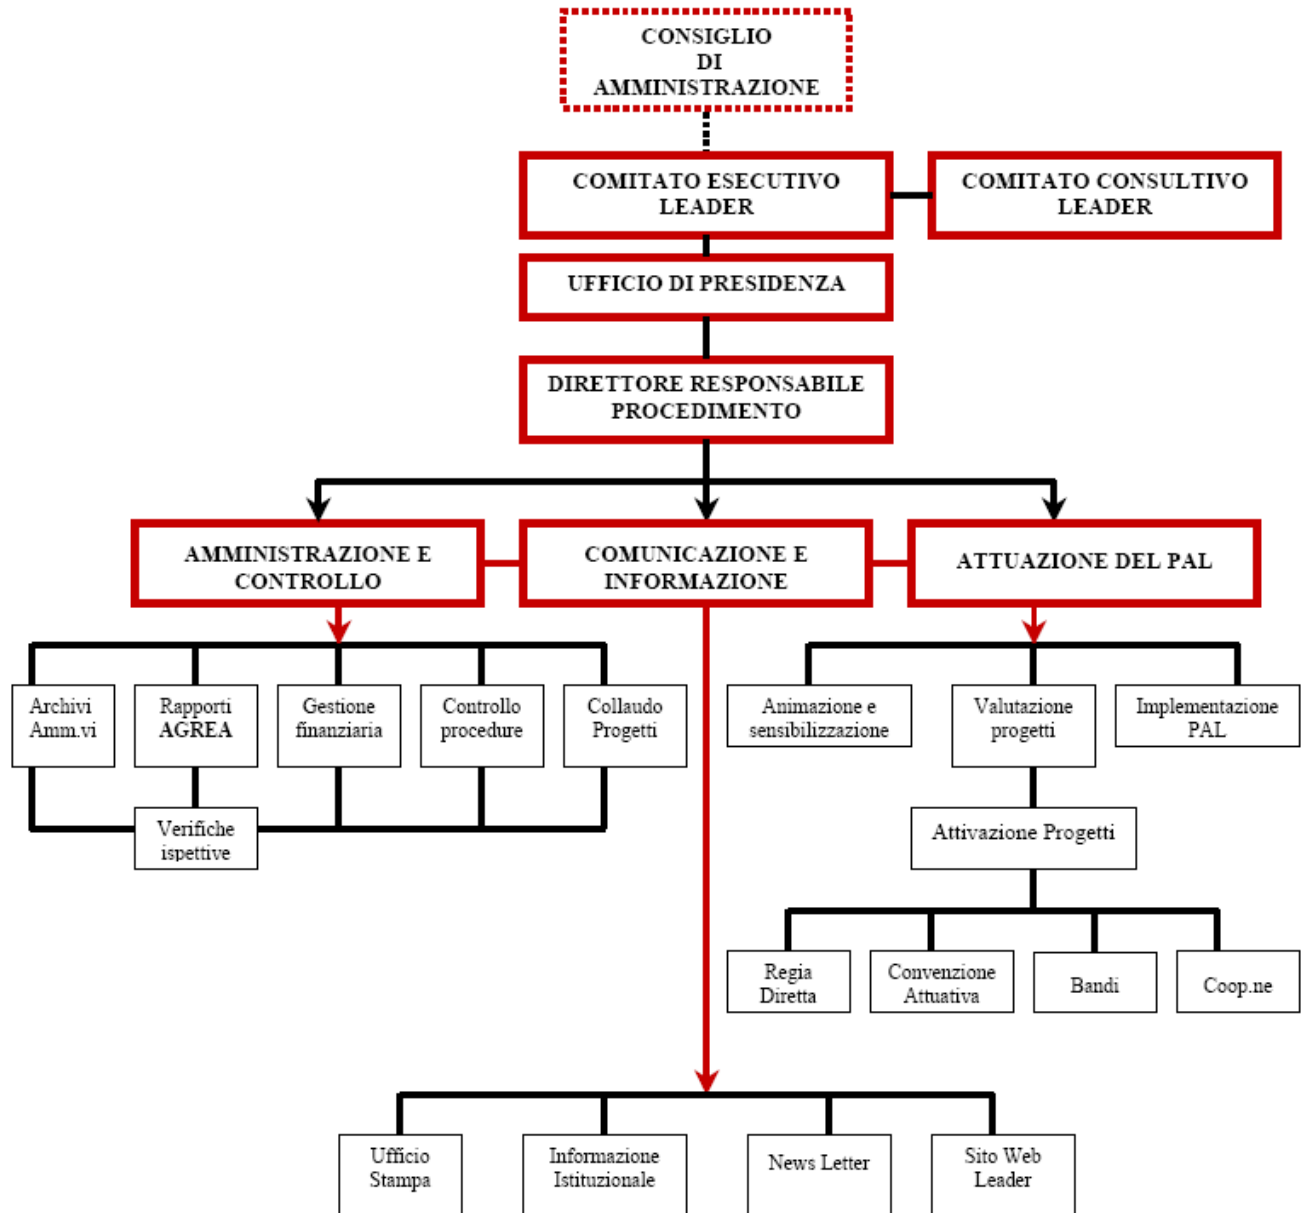 CONSIGLIO
DI
AMMINISTRAZIONE
COMITATO ESECUTIVO
LEADER
COMITATO CONSULTIVO
LEADER
UFFICIO DI PRESIDENZA
DIRETTORE RESPONSABILE
PROCEDIMENTO
AMMINISTRAZIONE E
CONTROLLO
COMUNICAZIONE E
INFORMAZIONE
ATTUAZIONE DEL PAL
Archivi
Amm.vi
Rapporti
AGREA
Gestione
finanziaria
Controllo
procedure
Collaudo
Progetti
Animazione e
sensibilizzazione
Valutazione
progetti
Implementazione
PAL
Verifiche
ispettive
Attivazione Progetti
Regia
Diretta
Convenzione
Attuativa
Bandi
Coop.ne
Ufficio
Stampa
Informazione
Istituzionale
News Letter
Sito Web
Leader